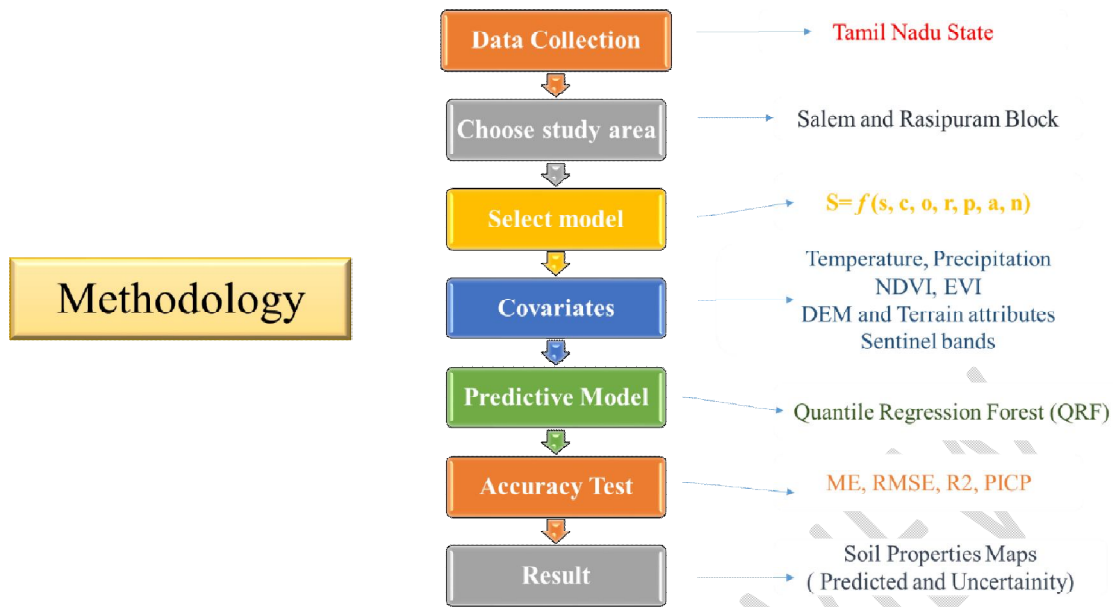 Data Collection
Tamil Nadu State
Choose study area
Salem and Rasipuram Block
Select model
S= f (s, c, o, r, p, a, n)
Methodology
Covariates
Temperature, Precipitation
NDVI, EVI
DEM and Terrain attributes
Sentinel bands
Predictive Model
Quantile Regression Forest (QRF)
Accuracy Test
ME, RMSE, R2, PICP
Result
Soil Properties Maps
( Predicted and Uncertainity)